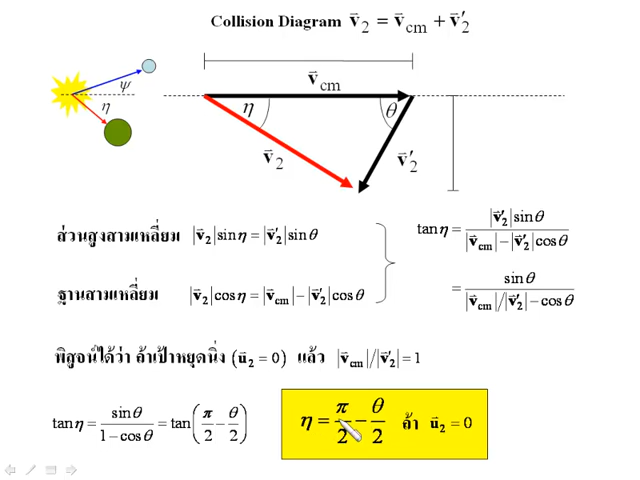 Collision Diagram v⃗₂ = v⃗cm + v⃗′₂
v⃗cm
ψ
η
η
θ
v⃗₂
v⃗′₂
ส่วนสูงสามเหลี่ยม |v⃗₂|sinη = |v⃗′₂|sinθ
tanη = |v⃗′₂|sinθ / (|v⃗cm| − |v⃗′₂|cosθ)
ฐานสามเหลี่ยม |v⃗₂|cosη = |v⃗cm| − |v⃗′₂|cosθ
= sinθ / (|v⃗cm|/|v⃗′₂| − cosθ)
พิสูจน์ได้ว่า ถ้าเป้าหยุดนิ่ง (u⃗₂ = 0) แล้ว |v⃗cm|/|v⃗′₂| = 1
tanη = sinθ / (1 − cosθ) = tan(π/2 − θ/2)
η = π/2 − θ/2 ถ้า u⃗₂ = 0